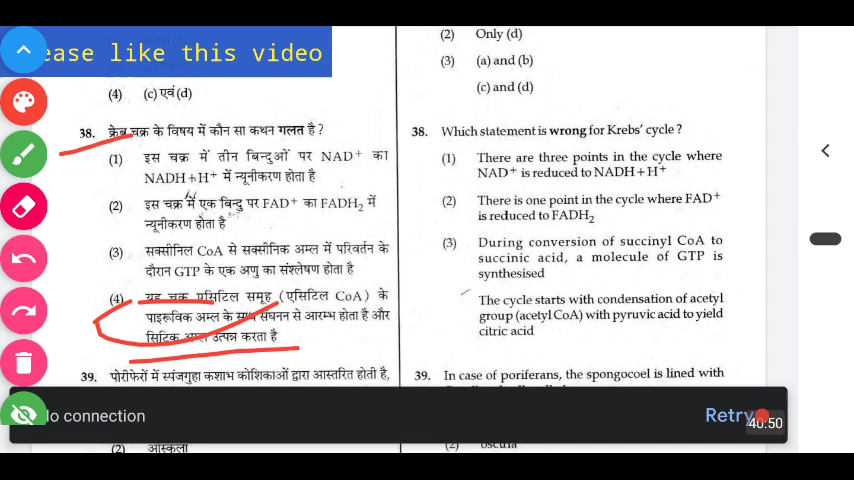 ease like this video
(4) (c) एवं (d)
38. क्रेब चक्र के विषय में कौन सा कथन गलत है ?
(1) इस चक्र में तीन बिन्दुओं पर NAD+ का
NADH+H+ में न्यूनीकरण होता है
(2) इस चक्र में एक बिन्दु पर FAD+ का FADH2 में
न्यूनीकरण होता है
(3) सक्सीनिल CoA से सक्सीनिक अम्ल में परिवर्तन के
दौरान GTP के एक अणु का संश्लेषण होता है
(4) यह चक्र एसिटिल समूह (एसिटिल CoA) के
पाइरूविक अम्ल के साथ संघनन से आरम्भ होता है और
सिट्रिक अम्ल उत्पन्न करता है
39. पोरीफेरों में स्पंजगुहा कशाभ कोशिकाओं द्वारा आस्तरित होती है,
(2) Only (d)
(3) (a) and (b)
(c) and (d)
38. Which statement is wrong for Krebs' cycle ?
(1) There are three points in the cycle where
NAD+ is reduced to NADH+H+
(2) There is one point in the cycle where FAD+
is reduced to FADH2
(3) During conversion of succinyl CoA to
succinic acid, a molecule of GTP is
synthesised
The cycle starts with condensation of acetyl
group (acetyl CoA) with pyruvic acid to yield
citric acid
39. In case of poriferans, the spongocoel is lined with
No connection
Retry
40:50
(2) ऑस्कुला
(2) oscula